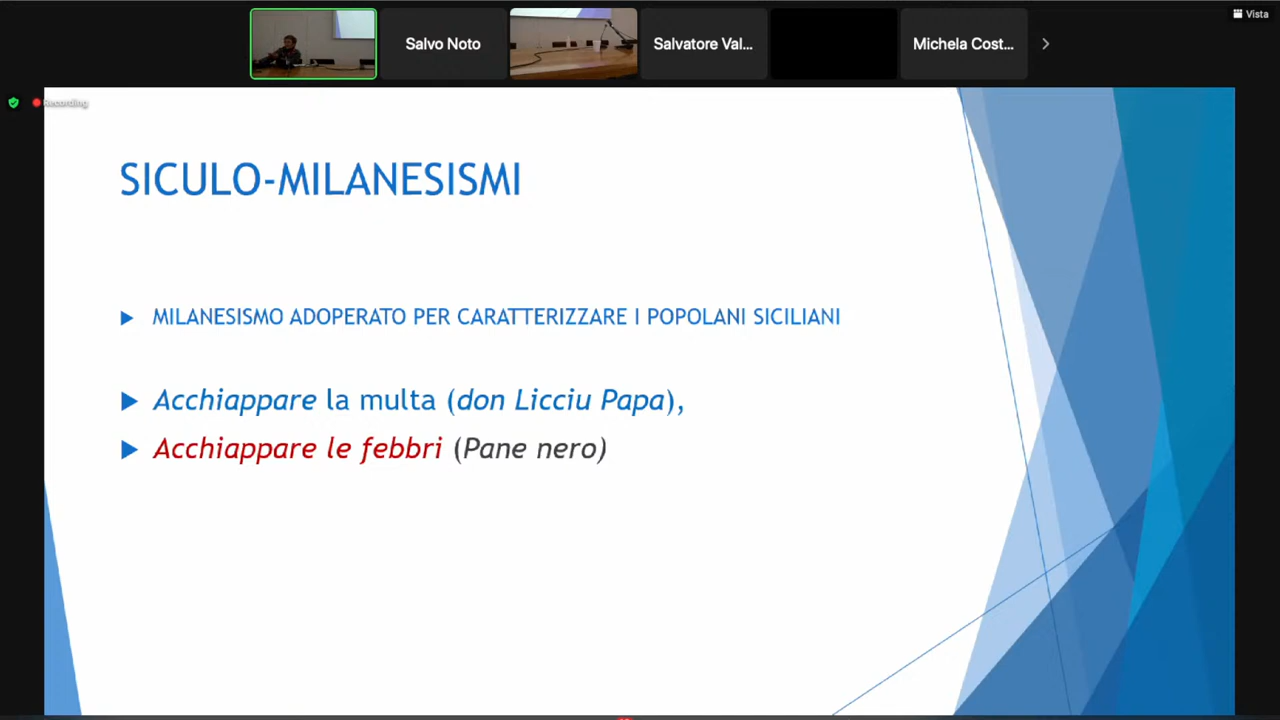 Vista
Salvo Noto
Salvatore Val...
Michela Cost...
Recording
SICULO-MILANESISMI
MILANESISMO ADOPERATO PER CARATTERIZZARE I POPOLANI SICILIANI
Acchiappare la multa (don Licciu Papa),
Acchiappare le febbri (Pane nero)